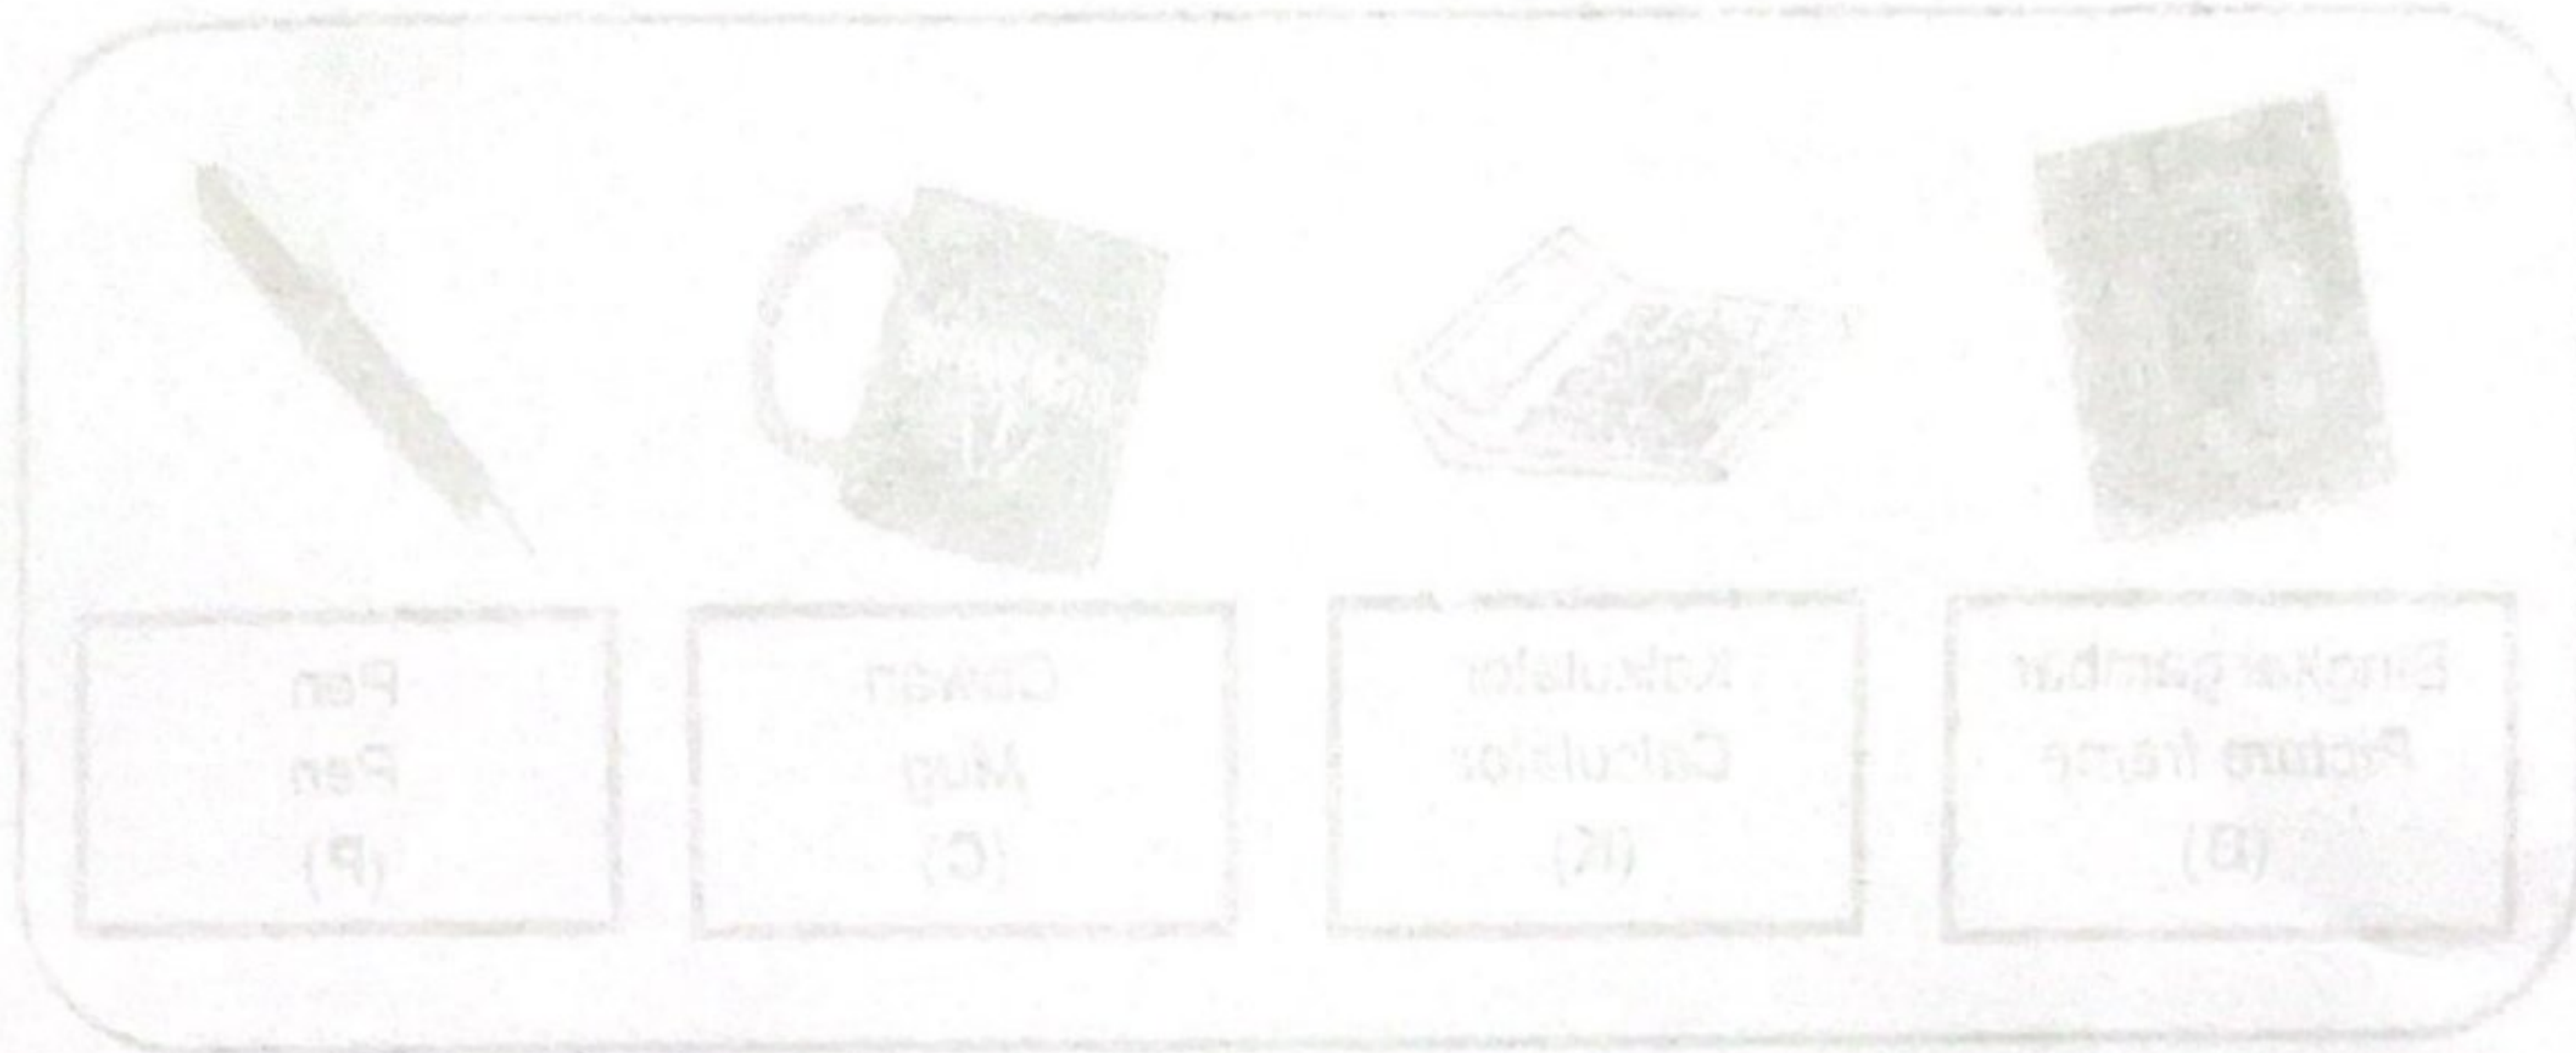 Pen
Pen
(P)
Cawan
Mug
(C)
Kalkulator
Calculator
(K)
Bingkai gambar
Picture frame
(B)